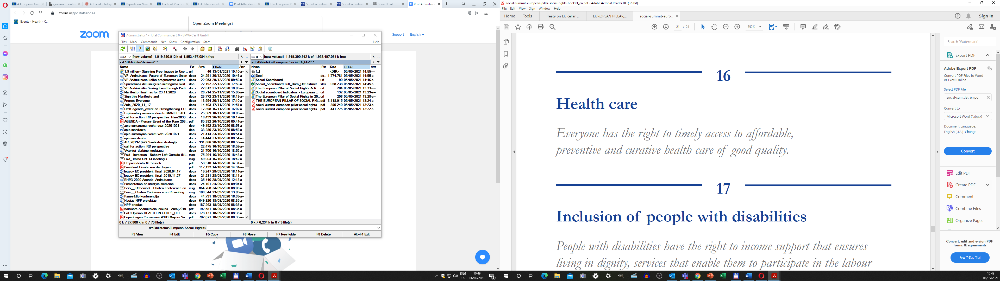 A European Gre
governing onlin
Artificial Intellig
Reports on Mar
Code of Practice
EU defence gets
Post Attendee -
The European P
Social scoreboa
Social scoreboa
Speed Dial
Post Attendee -
zoom.us/postattendee
Events - Health - C...
Open Zoom Meetings?
zoom
Support English
Administrator^ - Total Commander 8.0 - BMW-Car IT GmbH
Files Mark Commands Net Show Configuration Start Help
d [new volume] 1,919,390,912 k of 1,953,497,084 k free \ ..
d:\Biblioteka\Ivairus\*.* *
Name Ext Size Date Attr
1.9 million+ Stunning Free Images to Use .. url 46 13/01/2021 19:10 -a--
VP_Andriukaitis_Future of European Union docx 24,251 30/12/2020 10:46 -a--
VP Andriukaicio kalba progressives sutru.. docx 22,053 29/12/2020 09:56 -a--
Sprendimas del isaugusio mirtingumo skirt.. doc 72,192 22/12/2020 17:56 -a--
VP Andriukaitis Saving lives through Parti.. docx 22,612 21/12/2020 18:03 -a--
Manifesto Final _as for 23.11.2020 docx 26,714 25/11/2020 15:03 -a--
Sign this Manifesto and docx 23,772 23/11/2020 16:13 -a--
Protect Everyone docx 13,554 20/11/2020 17:10 -a--
Aids_2020_11_17 docx 14,403 17/11/2020 14:51 -a--
Draft agenda_event on Strengthening EU.. docx 17,898 16/11/2020 16:02 -a--
Explanatory memorandum to MANIFESTO .. docx 25,569 10/11/2020 10:05 -a--
call for action_RD perspective_Rare2030.. docx 18,499 26/10/2020 10:17 -a--
AGENDA - Plenary Event of the Rare 203.. pdf 85,932 26/10/2020 09:41 -a--
apie-sumanyma-iveikti-vezi-20201021 doc 49,152 23/10/2020 08:56 -a--
apie-manifesta doc 33,280 23/10/2020 08:56 -a--
apie-sumanyma-iveikti-vezi-20201021 docx 21,414 23/10/2020 08:54 -a--
apie-manifesta docx 14,444 23/10/2020 08:54 -a--
AR_2019-10-22 Sveikatos strategija docx 391,666 20/10/2020 08:53 -a--
call for action_RD perspective docx 22,475 16/10/2020 18:52 -a--
Vyteniui_darbine medziaga docx 21,700 16/10/2020 18:52 -a--
Fwd_ Invitation_ Nobody Left Outside (NL.. msg 75,264 16/10/2020 18:43 -a--
Fwd_ kalba Oct 14 meetingui msg 49,664 16/10/2020 18:42 -a--
EP prezidento M. Sassoli pdf 58,510 14/10/2020 14:31 -a--
President Ursula von der Leyen pdf 117,132 14/10/2020 14:31 -a--
legacy EC president_final_2020.04.17 docx 19,247 28/09/2020 18:11 -a--
legacy EC president_final_2019.11.27 docx 21,281 28/09/2020 18:11 -a--
EHFG 2020 Agenda_Andriukaitis docx 35,446 28/09/2020 12:13 -a--
Presentation on lifestyle medicine docx 24,101 24/09/2020 09:04 -a--
Pers__ Rehearsal - Chafea conference on.. msg 864,768 24/09/2020 08:08 -a--
Pers__ Chafea Conference on Promoting .. msg 108,544 23/09/2020 13:09 -a--
Panevėžio konferencija docx 44,731 18/09/2020 16:39 -a--
Naujas NPP projektas docx 649,920 18/09/2020 08:35 -a--
NPP priedas docx 187,263 18/09/2020 08:35 -a--
Komisaro Andriukaicio laiskas - Ares(2019.. pdf 192,581 18/09/2020 08:35 -a--
CoR Opinion HEALTH IN CITIES_DEF docx 178,131 18/09/2020 08:35 -a--
Copenhagen Consensus WHO Mayors Su.. pdf 702,071 18/09/2020 08:35 -a--
0 k / 27,800 k in 0 / 70 file(s)
d [new volume] 1,919,390,912 k of 1,953,497,084 k free \ ..
d:\Biblioteka\European Social Rights\*.* *
Name Ext Size Date Attr
[..] <DIR> 05/05/2021 14:55 ----
Doc1 do.. 1,774,761 05/05/2021 14:55 -a--
Social Scoreboard url 90 05/05/2021 14:46 -a--
Social_Scoreboard-Full_Data_Oct-extract.. xlsx 658,238 05/05/2021 14:45 -a--
The European Pillar of Social Rights Acti.. url 204 05/05/2021 13:33 -a--
Social scoreboard indicators - European .. url 132 05/05/2021 13:29 -a--
The European Pillar of Social Rights in 20.. url 206 05/05/2021 13:28 -a--
THE EUROPEAN PILLAR OF SOCIAL RIG.. pdf 3,118,915 05/05/2021 13:24 -a--
social-summit-european-pillar-social-rights.. pdf 390,240 05/05/2021 13:23 -a--
social-summit-european-pillar-social-rights.. pdf 441,775 05/05/2021 13:22 -a--
0 k / 6,234 k in 0 / 9 file(s)
d:\Biblioteka\European Social Rights>
F3 View F4 Edit F5 Copy F6 Move F7 NewFolder F8 Delete Alt+F4 Exit
ENG
US
10:49
06/05/2021
2
social-summit-european-pillar-social-rights-booklet_en.pdf - Adobe Acrobat Reader DC (32-bit)
File Edit View Sign Window Help
Home Tools Treaty on EU cellar_... EUROPEAN PILLAR:... social-summit-euro... × Sign In
21 / 24 350%
16
Health care
Everyone has the right to timely access to affordable,
preventive and curative health care of good quality.
17
Inclusion of people with disabilities
People with disabilities have the right to income support that ensures
living in dignity, services that enable them to participate in the labour
Search 'Watermark'
Export PDF
Adobe Export PDF
Convert PDF Files to Word
or Excel Online
Select PDF File
social-sum...let_en.pdf
Convert to
Microsoft Word (*.docx)
Document Language:
English (U.S.) Change
Convert
Edit PDF
Create PDF
Comment
Combine Files
Organize Pages
Convert, edit and e-sign PDF
forms & agreements
Free 7-Day Trial
10:49
06/05/2021